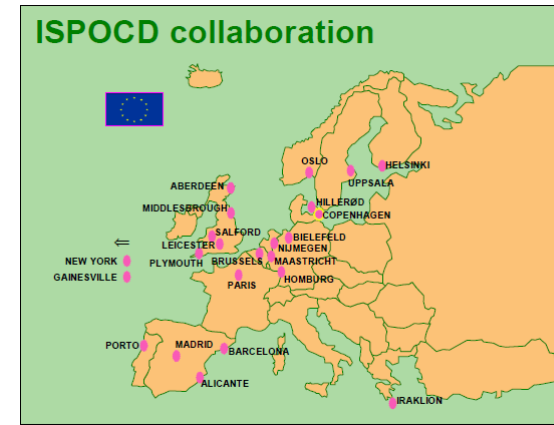 ISPOCD collaboration
OSLO
HELSINKI
UPPSALA
ABERDEEN
HILLERØD
MIDDLESBROUGH
COPENHAGEN
SALFORD
BIELEFELD
LEICESTER
NIJMEGEN
⇐
NEW YORK
PLYMOUTH
BRUSSELS
MAASTRICHT
GAINESVILLE
HOMBURG
PARIS
PORTO
MADRID
BARCELONA
ALICANTE
IRAKLION